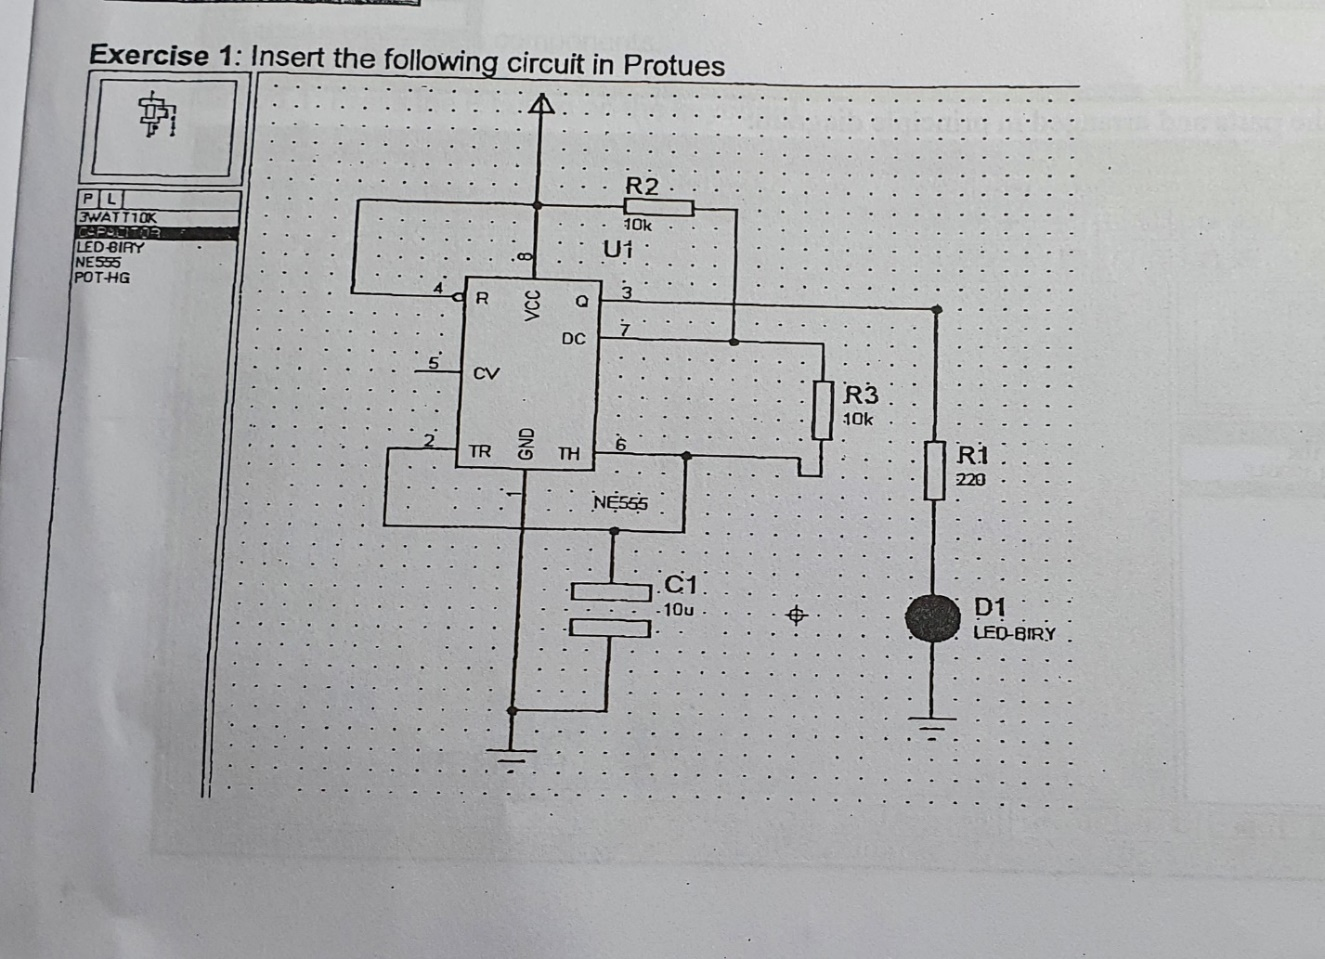 Exercise 1: Insert the following circuit in Protues
P L
3WATT10K
CAPACITOR
LED-BIRY
NE555
POT-HG
R2
10k
U1
8
4
R
VCC
Q
3
DC
7
5
CV
R3
10k
2
TR
GND
TH
6
R1
220
1
NE555
C1
10u
D1
LED-BIRY